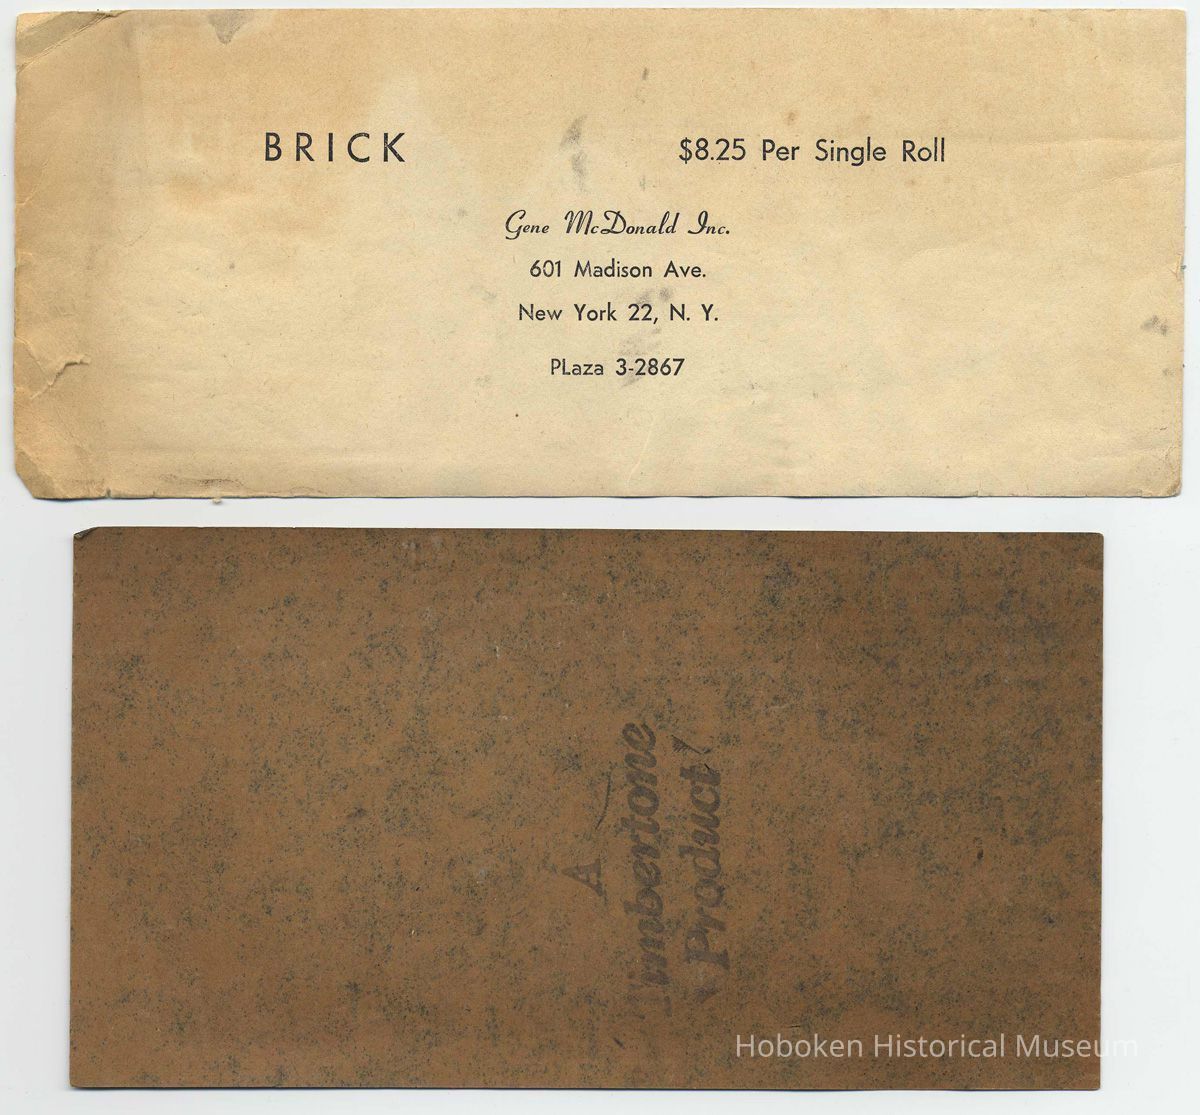 BRICK
$8.25 Per Single Roll
Gene McDonald Inc.
601 Madison Ave.
New York 22, N. Y.
PLaza 3-2867
A
Timbertone
Product
Hoboken Historical Museum